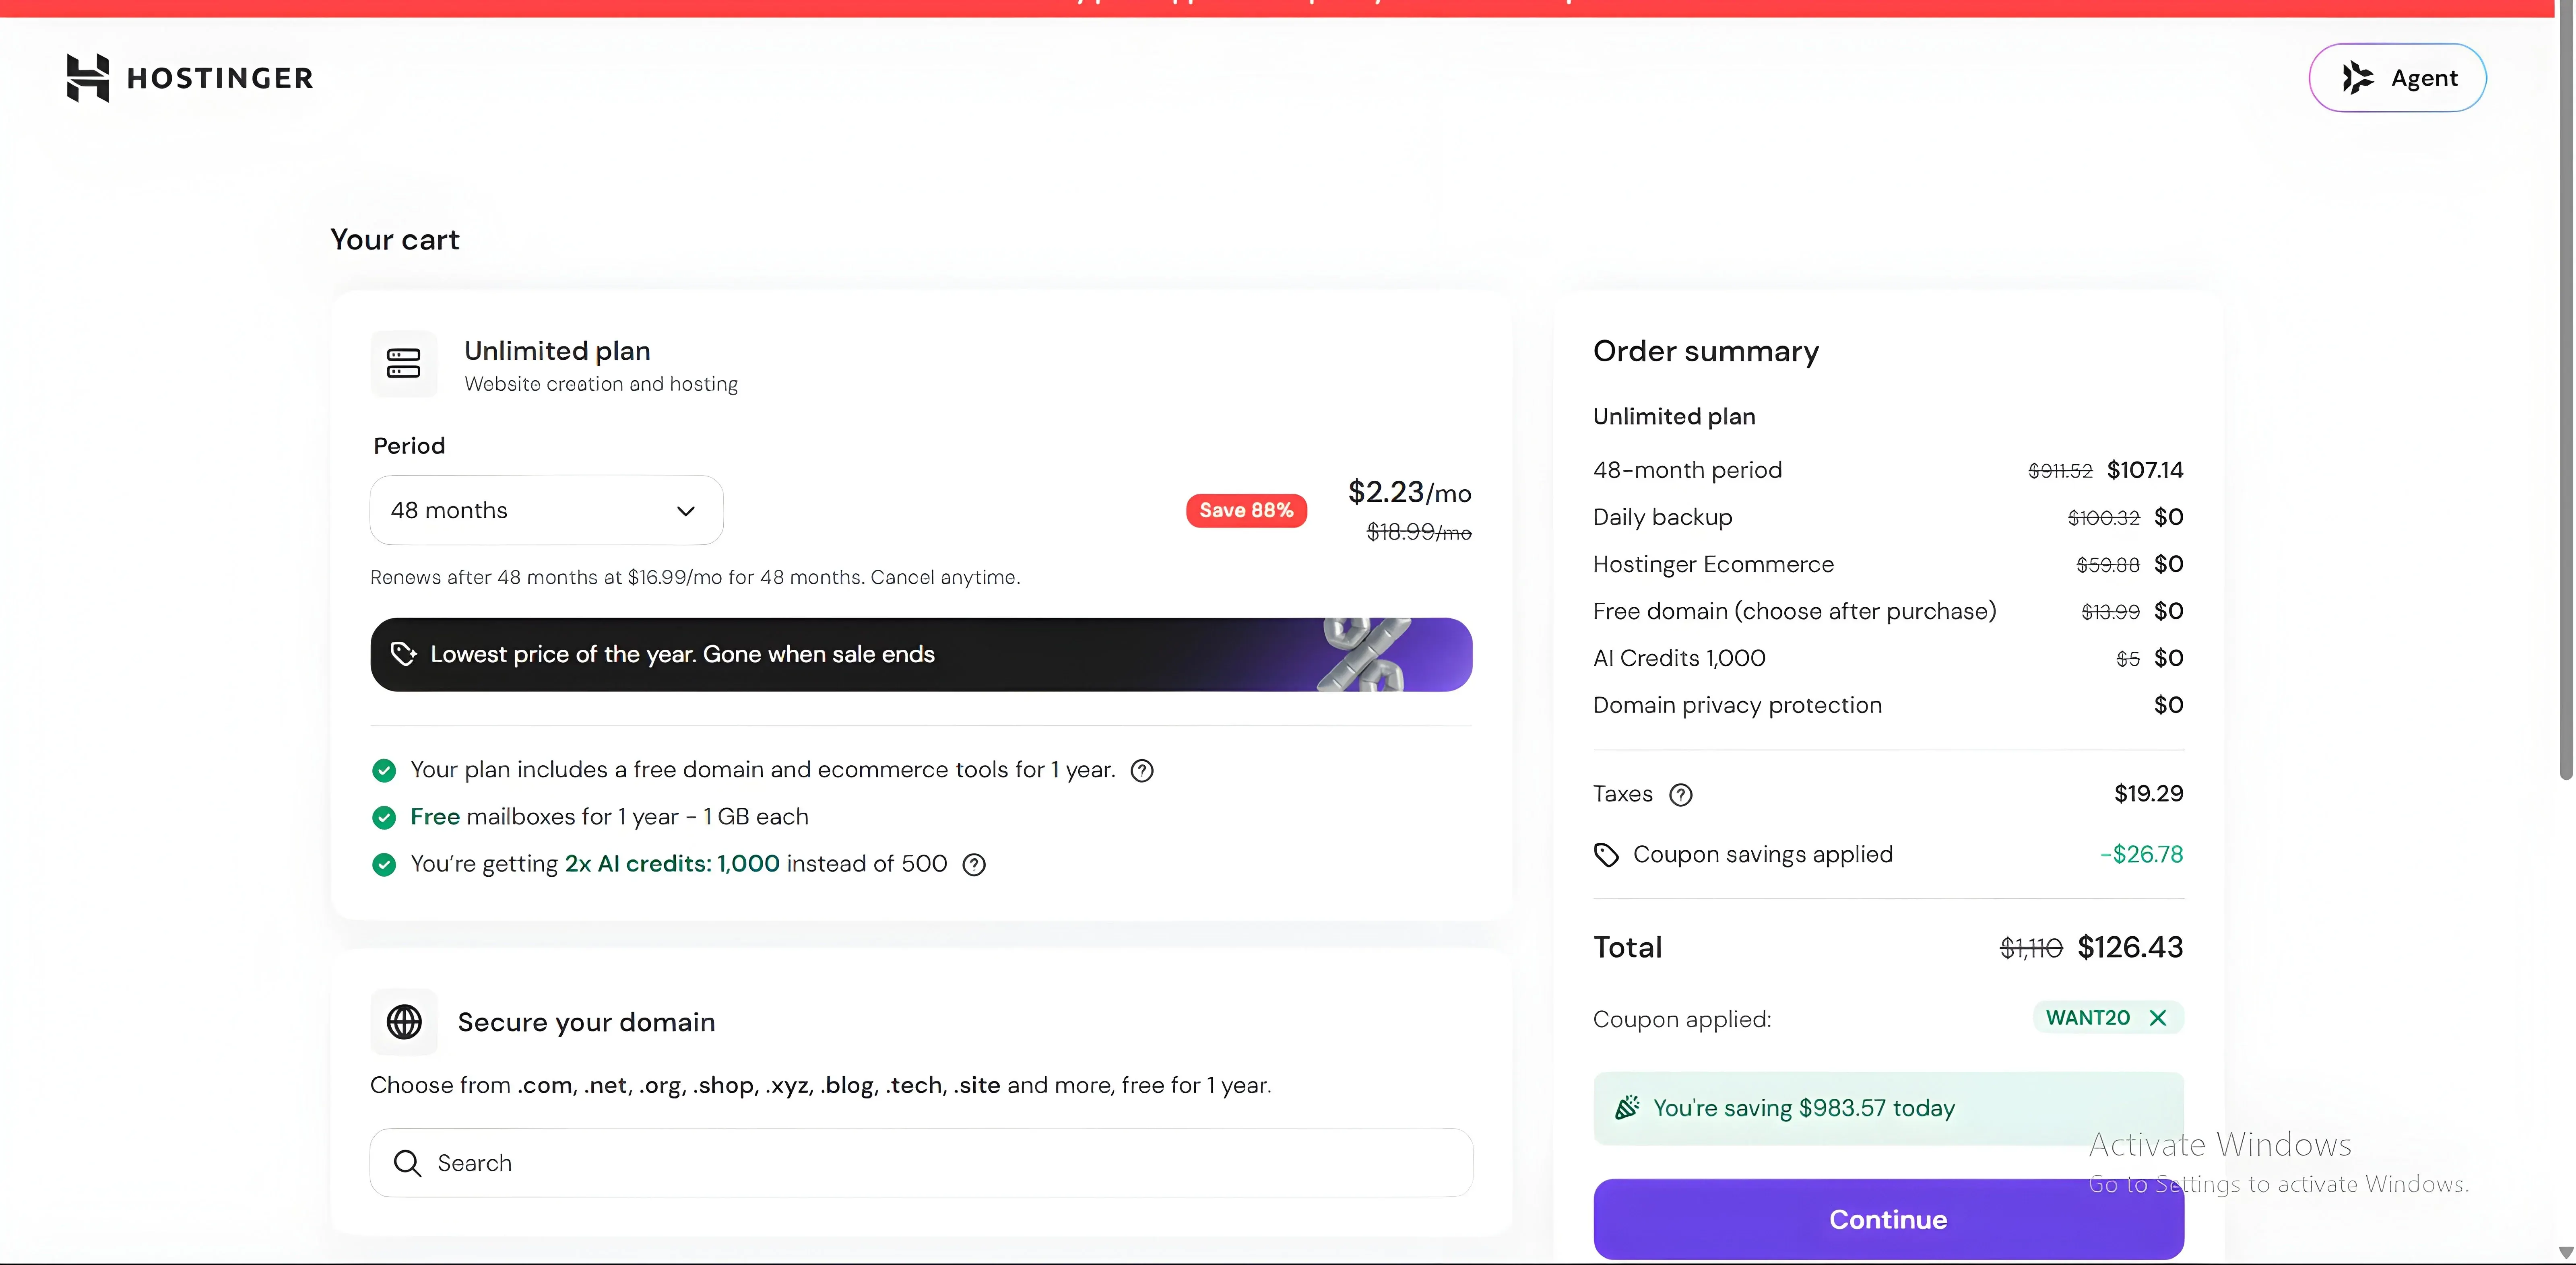 HOSTINGER
Agent
Your cart
Unlimited plan
Website creation and hosting
Period
48 months
Save 88%
$2.23/mo
$18.99/mo
Renews after 48 months at $16.99/mo for 48 months. Cancel anytime.
Lowest price of the year. Gone when sale ends
Your plan includes a free domain and ecommerce tools for 1 year.
Free mailboxes for 1 year - 1 GB each
You're getting 2x AI credits: 1,000 instead of 500
Secure your domain
Choose from .com, .net, .org, .shop, .xyz, .blog, .tech, .site and more, free for 1 year.
Search
Order summary
Unlimited plan
48-month period $911.52 $107.14
Daily backup $100.32 $0
Hostinger Ecommerce $59.88 $0
Free domain (choose after purchase) $13.99 $0
AI Credits 1,000 $5 $0
Domain privacy protection $0
Taxes $19.29
Coupon savings applied -$26.78
Total $1,110 $126.43
Coupon applied: WANT20
You're saving $983.57 today
Continue
Activate Windows
Go to Settings to activate Windows.